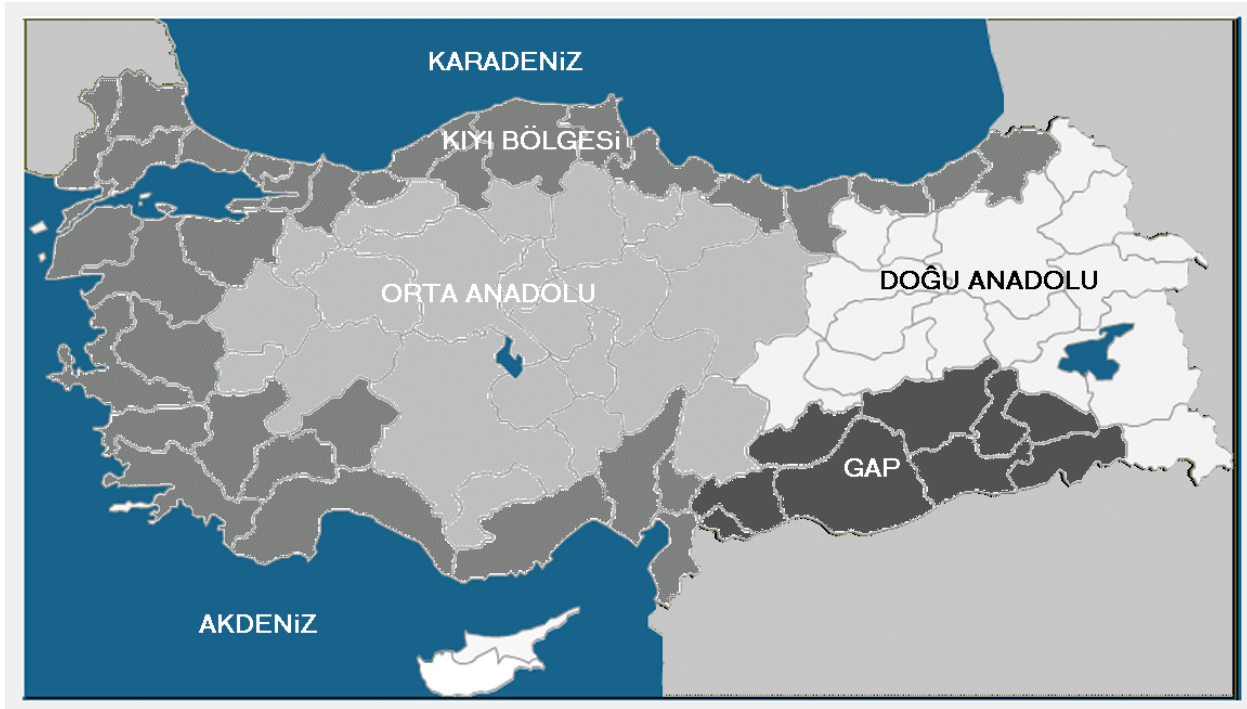 KARADENiZ
KIYI BÖLGESi
DOĞU ANADOLU
ORTA ANADOLU
GAP
AKDENiZ